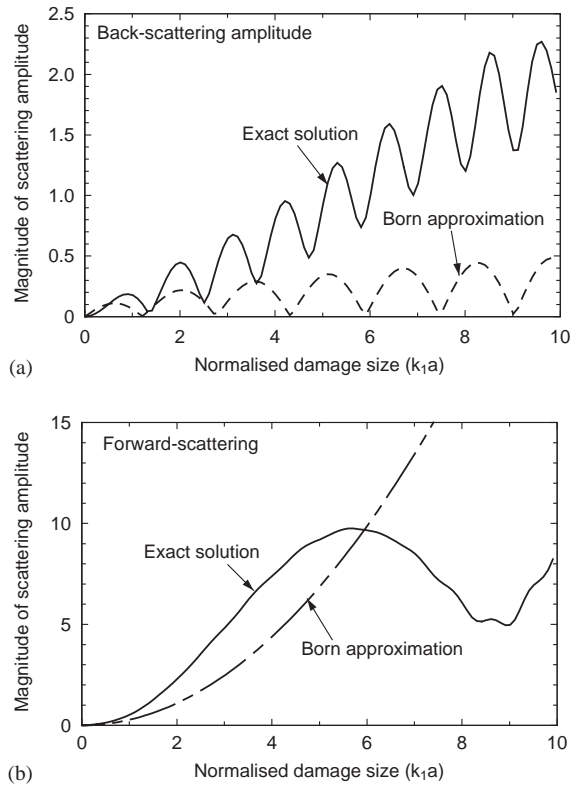 Back-scattering amplitude
Exact solution
Born approximation
Magnitude of scattering amplitude
2.5
2.0
1.5
1.0
0.5
0
0 2 4 6 8 10
Normalised damage size (k₁a)
(a)
Forward-scattering
Exact solution
Born approximation
Magnitude of scattering amplitude
15
10
5
0
0 2 4 6 8 10
Normalised damage size (k₁a)
(b)